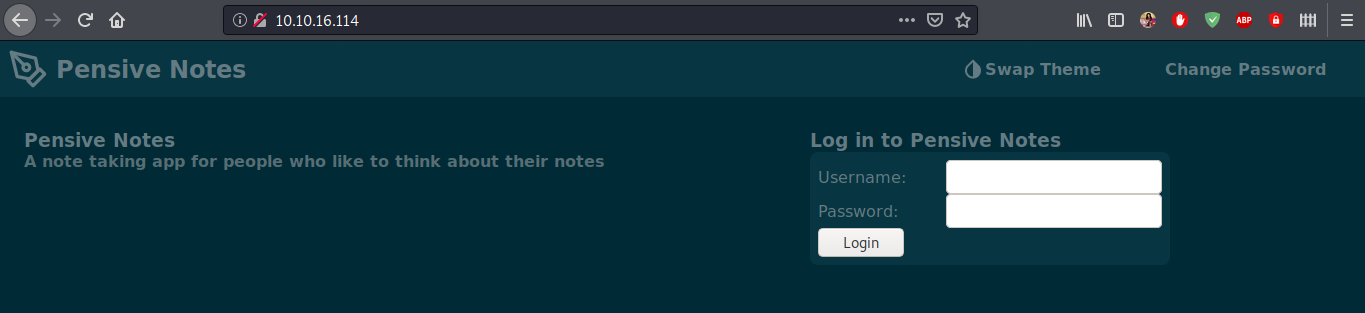 10.10.16.114
ABP
Pensive Notes
Swap Theme
Change Password
Pensive Notes
A note taking app for people who like to think about their notes
Log in to Pensive Notes
Username:
Password:
Login